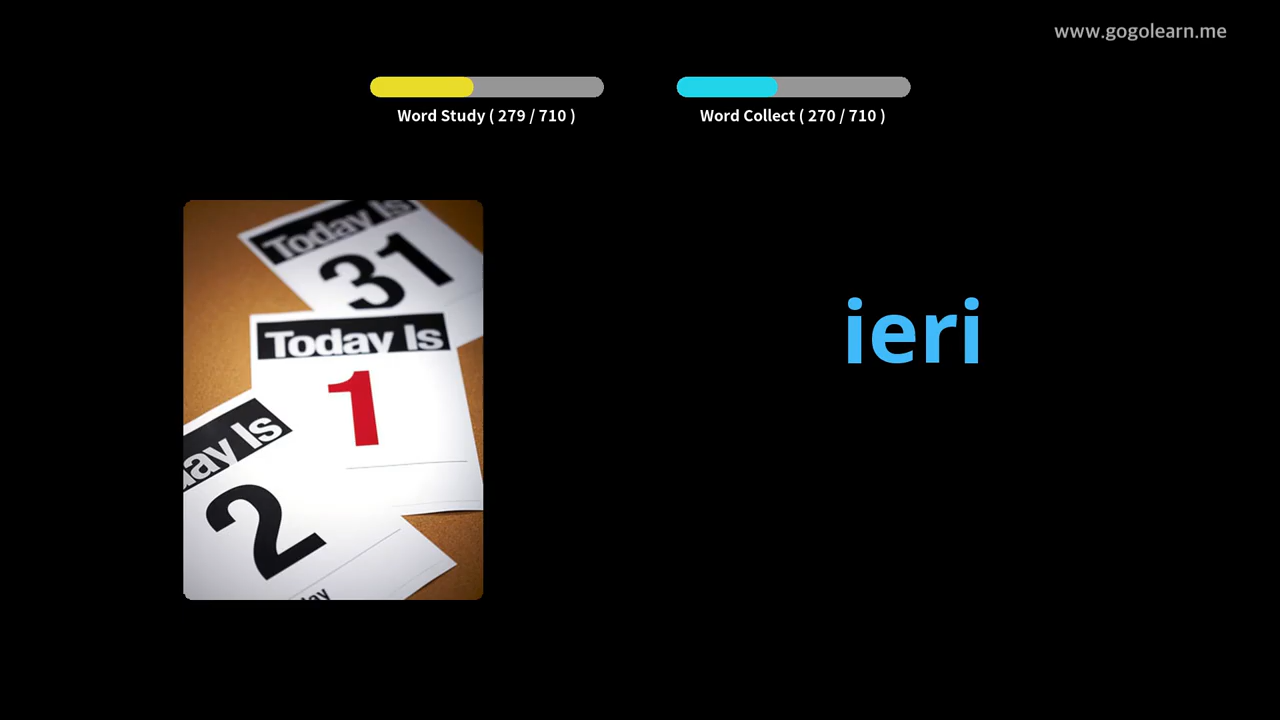 www.gogolearn.me
Word Study ( 279 / 710 )
Word Collect ( 270 / 710 )
Today Is
31
Today Is
1
ay Is
2
ieri